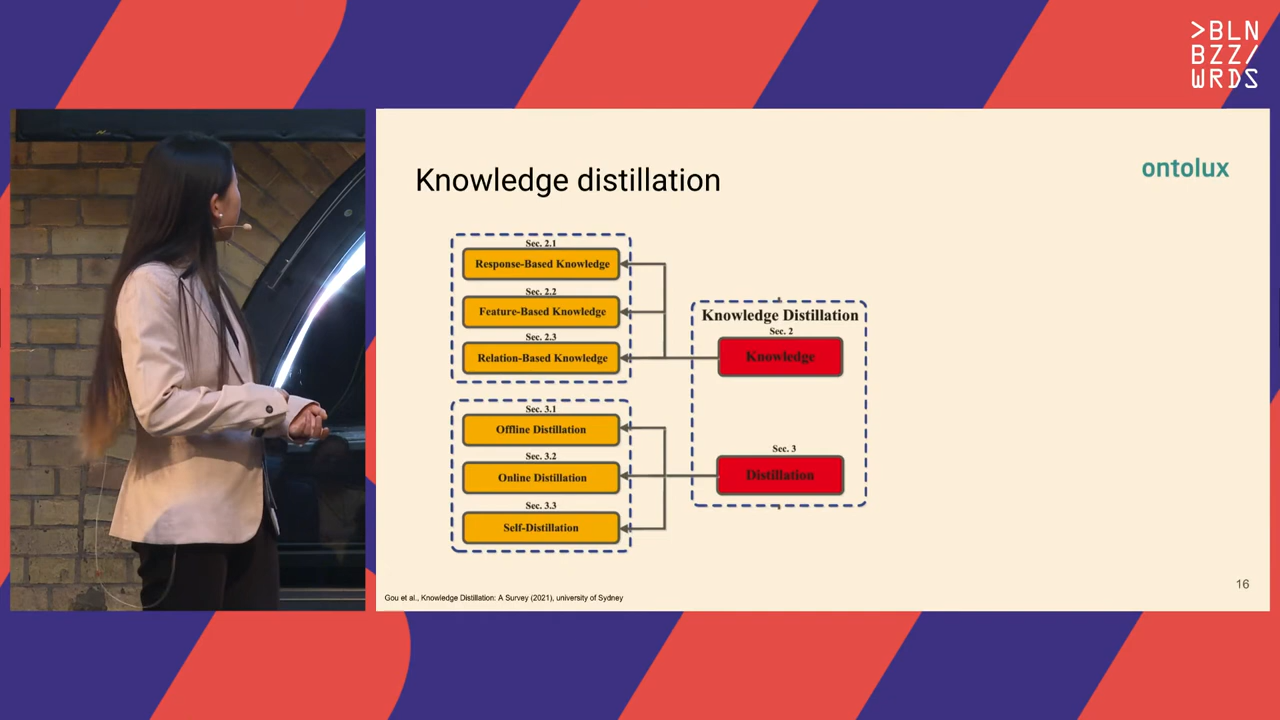 >BLN
BZZ/
WRDS
ontolux
Knowledge distillation
Sec. 2.1
Response-Based Knowledge
Sec. 2.2
Feature-Based Knowledge
Sec. 2.3
Relation-Based Knowledge
Knowledge Distillation
Sec. 2
Knowledge
Sec. 3.1
Offline Distillation
Sec. 3.2
Online Distillation
Sec. 3.3
Self-Distillation
Sec. 3
Distillation
16
Gou et al., Knowledge Distillation: A Survey (2021), university of Sydney